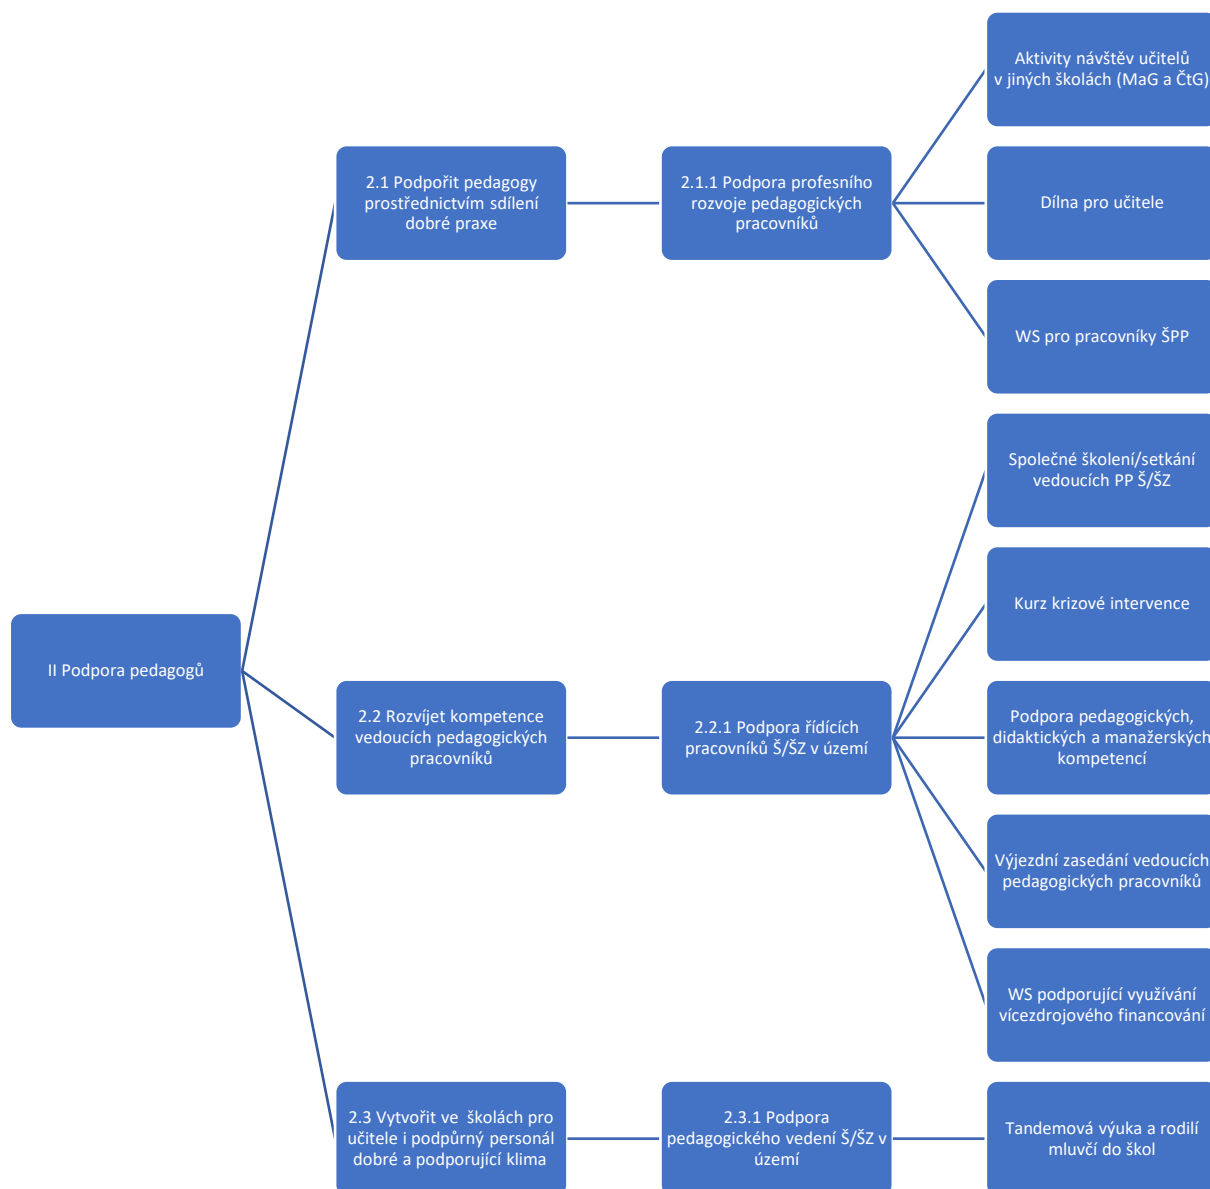 II Podpora pedagogů
2.1 Podpořit pedagogy
prostřednictvím sdílení
dobré praxe
2.1.1 Podpora profesního
rozvoje pedagogických
pracovníků
Aktivity návštěv učitelů
v jiných školách (MaG a ČtG)
Dílna pro učitele
WS pro pracovníky ŠPP
2.2 Rozvíjet kompetence
vedoucích pedagogických
pracovníků
2.2.1 Podpora řídících
pracovníků Š/ŠZ v území
Společné školení/setkání
vedoucích PP Š/ŠZ
Kurz krizové intervence
Podpora pedagogických,
didaktických a manažerských
kompetencí
Výjezdní zasedání vedoucích
pedagogických pracovníků
WS podporující využívání
vícezdrojového financování
2.3 Vytvořit ve  školách pro
učitele i podpůrný personál
dobré a podporující klima
2.3.1 Podpora
pedagogického vedení Š/ŠZ v
území
Tandemová výuka a rodilí
mluvčí do škol